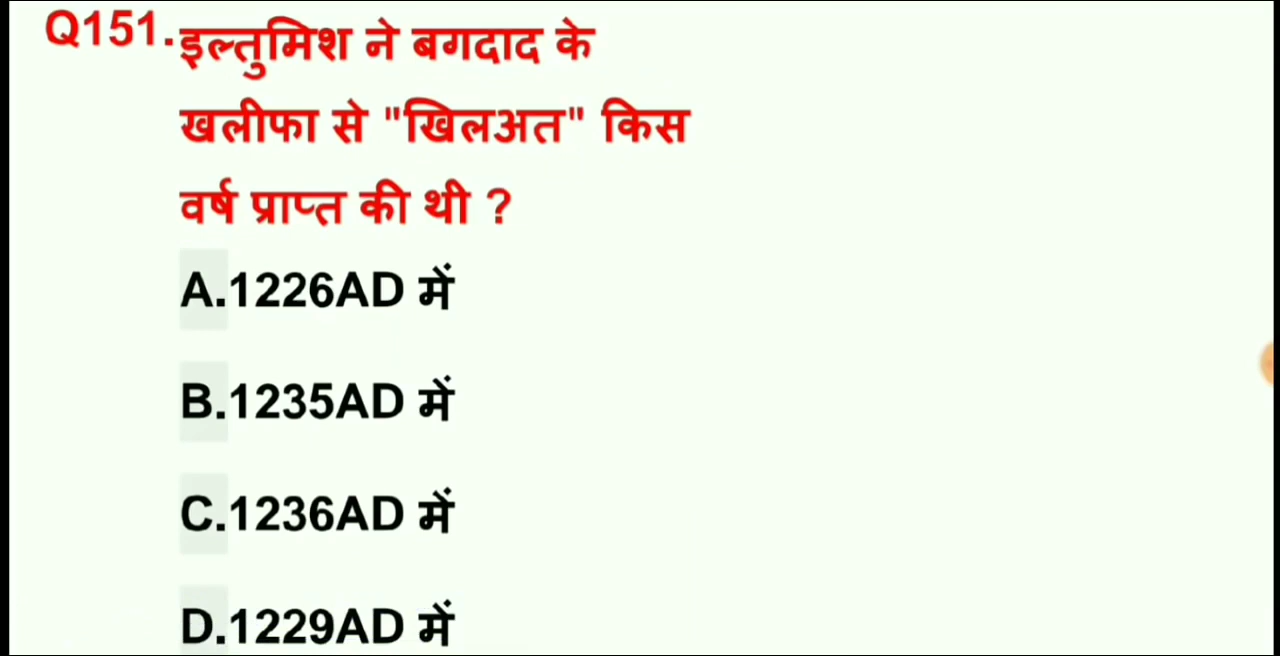 Q151.इल्तुमिश ने बगदाद के
खलीफा से "खिलअत" किस
वर्ष प्राप्त की थी ?
A.1226AD में
B.1235AD में
C.1236AD में
D.1229AD में